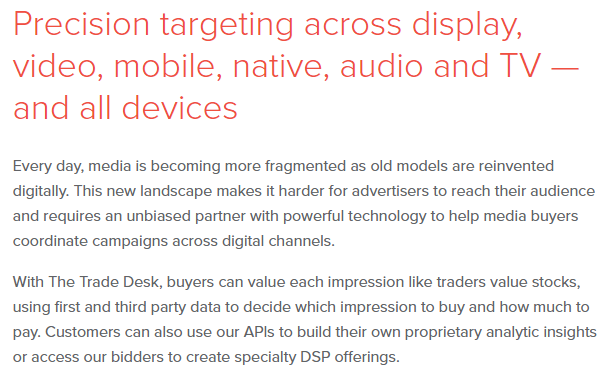 Precision targeting across display,
video, mobile, native, audio and TV —
and all devices
Every day, media is becoming more fragmented as old models are reinvented
digitally. This new landscape makes it harder for advertisers to reach their audience
and requires an unbiased partner with powerful technology to help media buyers
coordinate campaigns across digital channels.
With The Trade Desk, buyers can value each impression like traders value stocks,
using first and third party data to decide which impression to buy and how much to
pay. Customers can also use our APIs to build their own proprietary analytic insights
or access our bidders to create specialty DSP offerings.